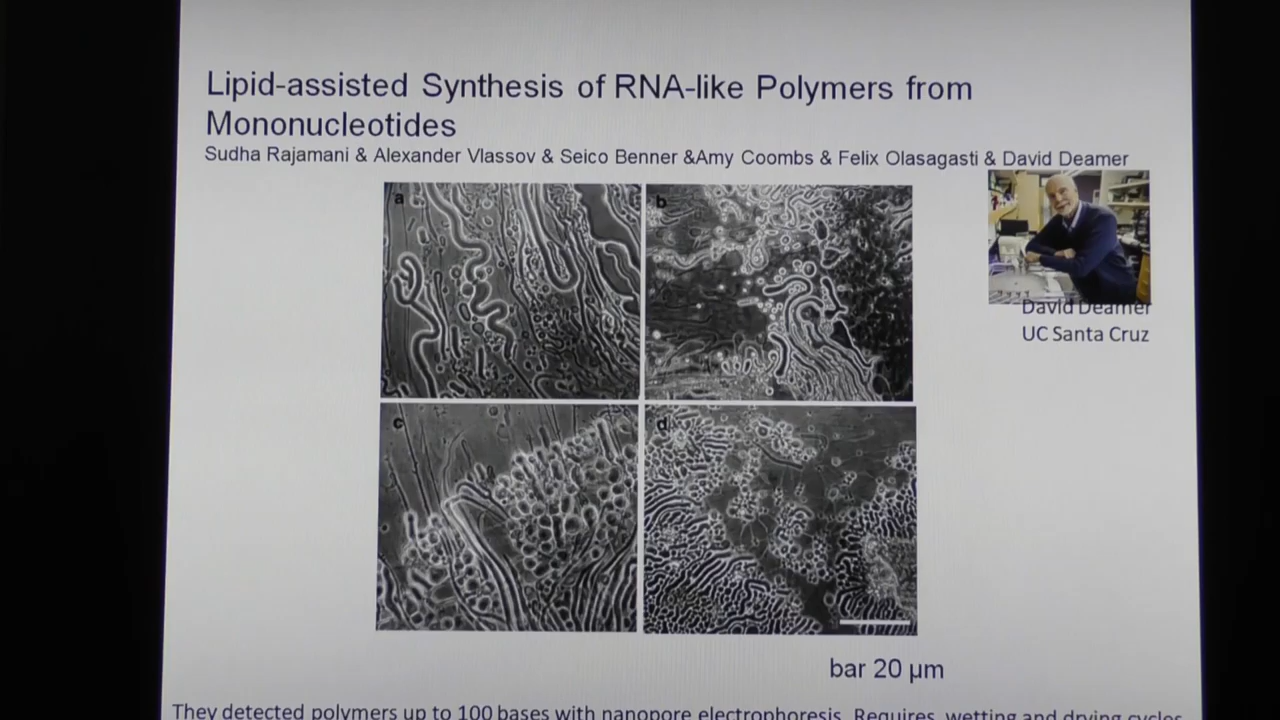 Lipid-assisted Synthesis of RNA-like Polymers from
Mononucleotides
Sudha Rajamani & Alexander Vlassov & Seico Benner &Amy Coombs & Felix Olasagasti & David Deamer
a
b
c
d
David Deamer
UC Santa Cruz
bar 20 µm
They detected polymers up to 100 bases with nanopore electrophoresis. Requires wetting and drying cycles